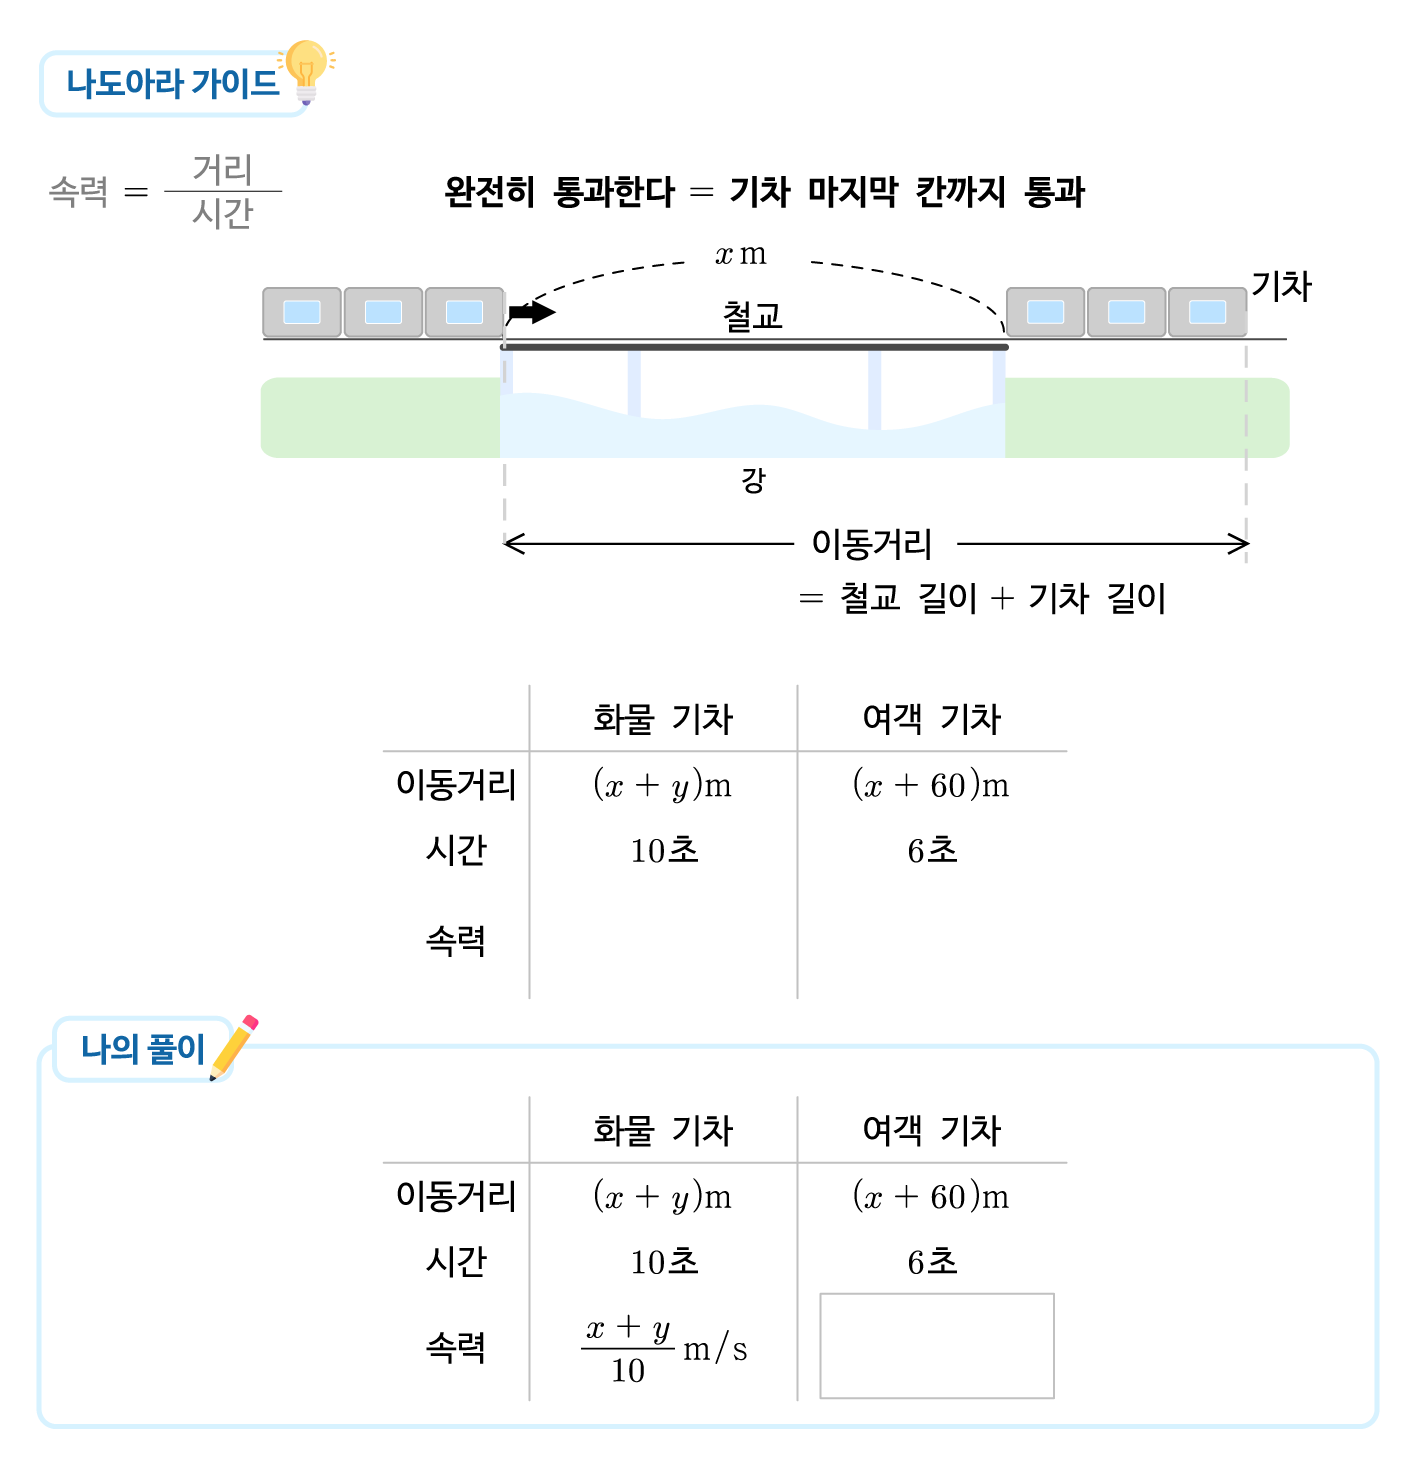 나도아라 가이드
속력 = 거리/시간
완전히 통과한다 = 기차 마지막 칸까지 통과
x m
기차
철교
강
이동거리
= 철교 길이 + 기차 길이
화물 기차 여객 기차
이동거리 (x + y)m (x + 60)m
시간 10초 6초
속력
나의 풀이
화물 기차 여객 기차
이동거리 (x + y)m (x + 60)m
시간 10초 6초
속력 (x + y)/10 m/s